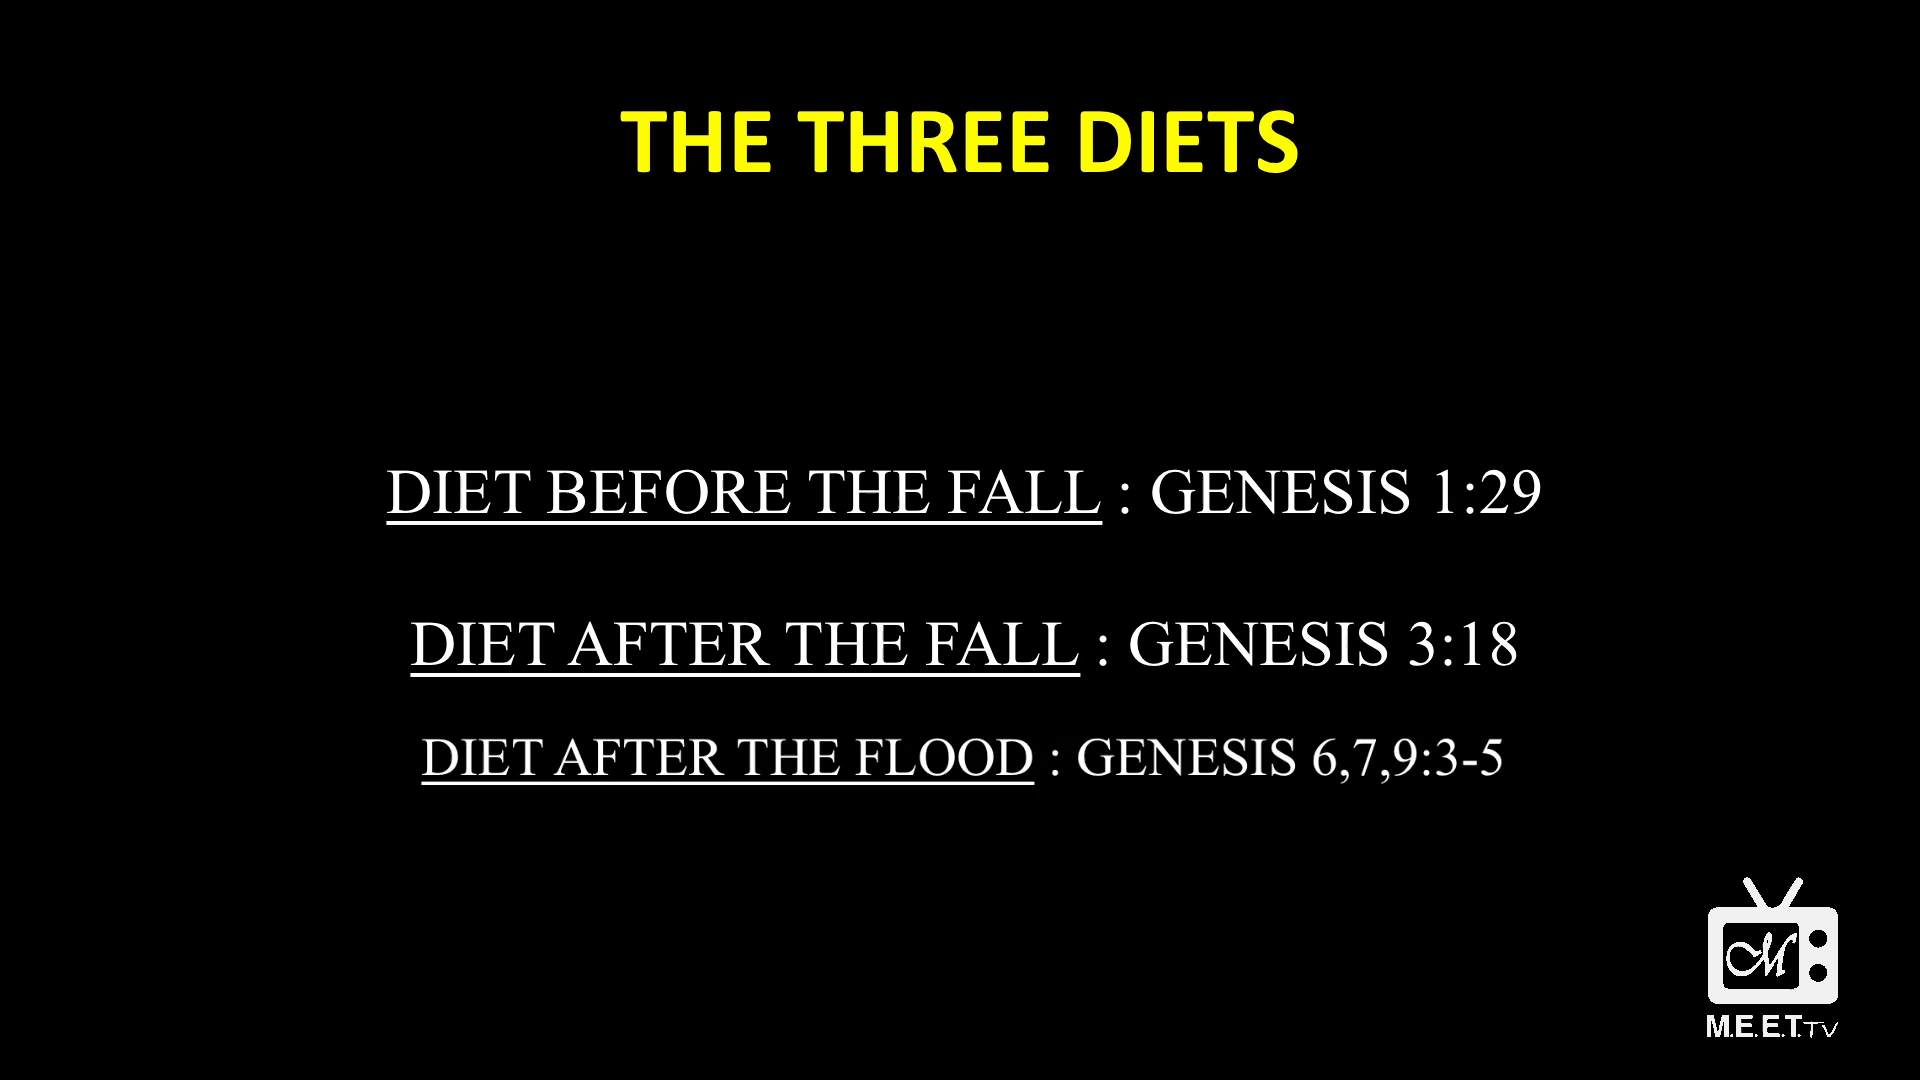 THE THREE DIETS
DIET BEFORE THE FALL : GENESIS 1:29
DIET AFTER THE FALL : GENESIS 3:18
DIET AFTER THE FLOOD : GENESIS 6,7,9:3-5
M
M.E.E.T.TV